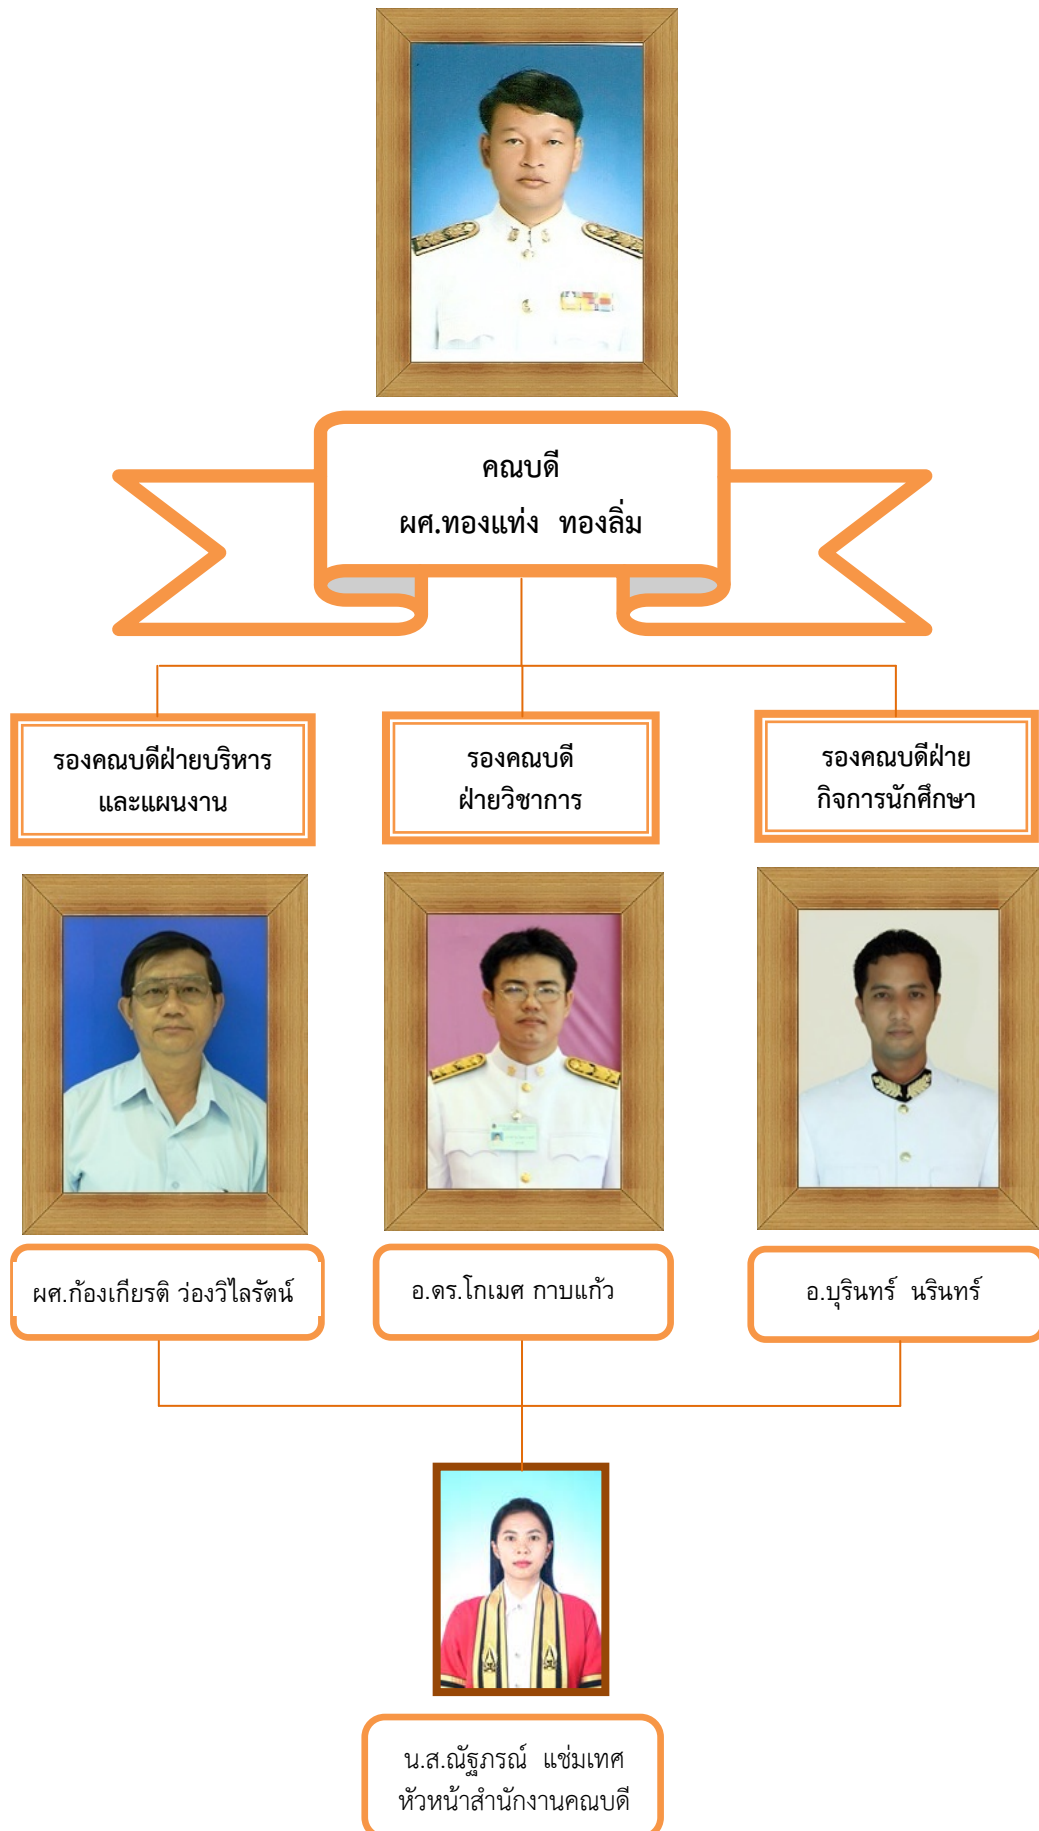 คณบดี
ผศ.ทองแท่ง ทองลิ่ม
รองคณบดีฝ่ายบริหาร
และแผนงาน
รองคณบดี
ฝ่ายวิชาการ
รองคณบดีฝ่าย
กิจการนักศึกษา
ผศ.ก้องเกียรติ ว่องวิไลรัตน์
อ.ดร.โกเมศ กาบแก้ว
อ.บุรินทร์ นรินทร์
น.ส.ณัฐภรณ์ แช่มเทศ
หัวหน้าสำนักงานคณบดี